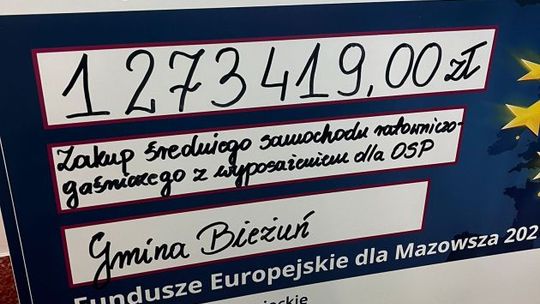 1 273 419,00 zł
Zakup średniego samochodu ratowniczo-
gaśniczego z wyposażeniem dla OSP
Gmina Bieżuń
Fundusze Europejskie dla Mazowsza 202